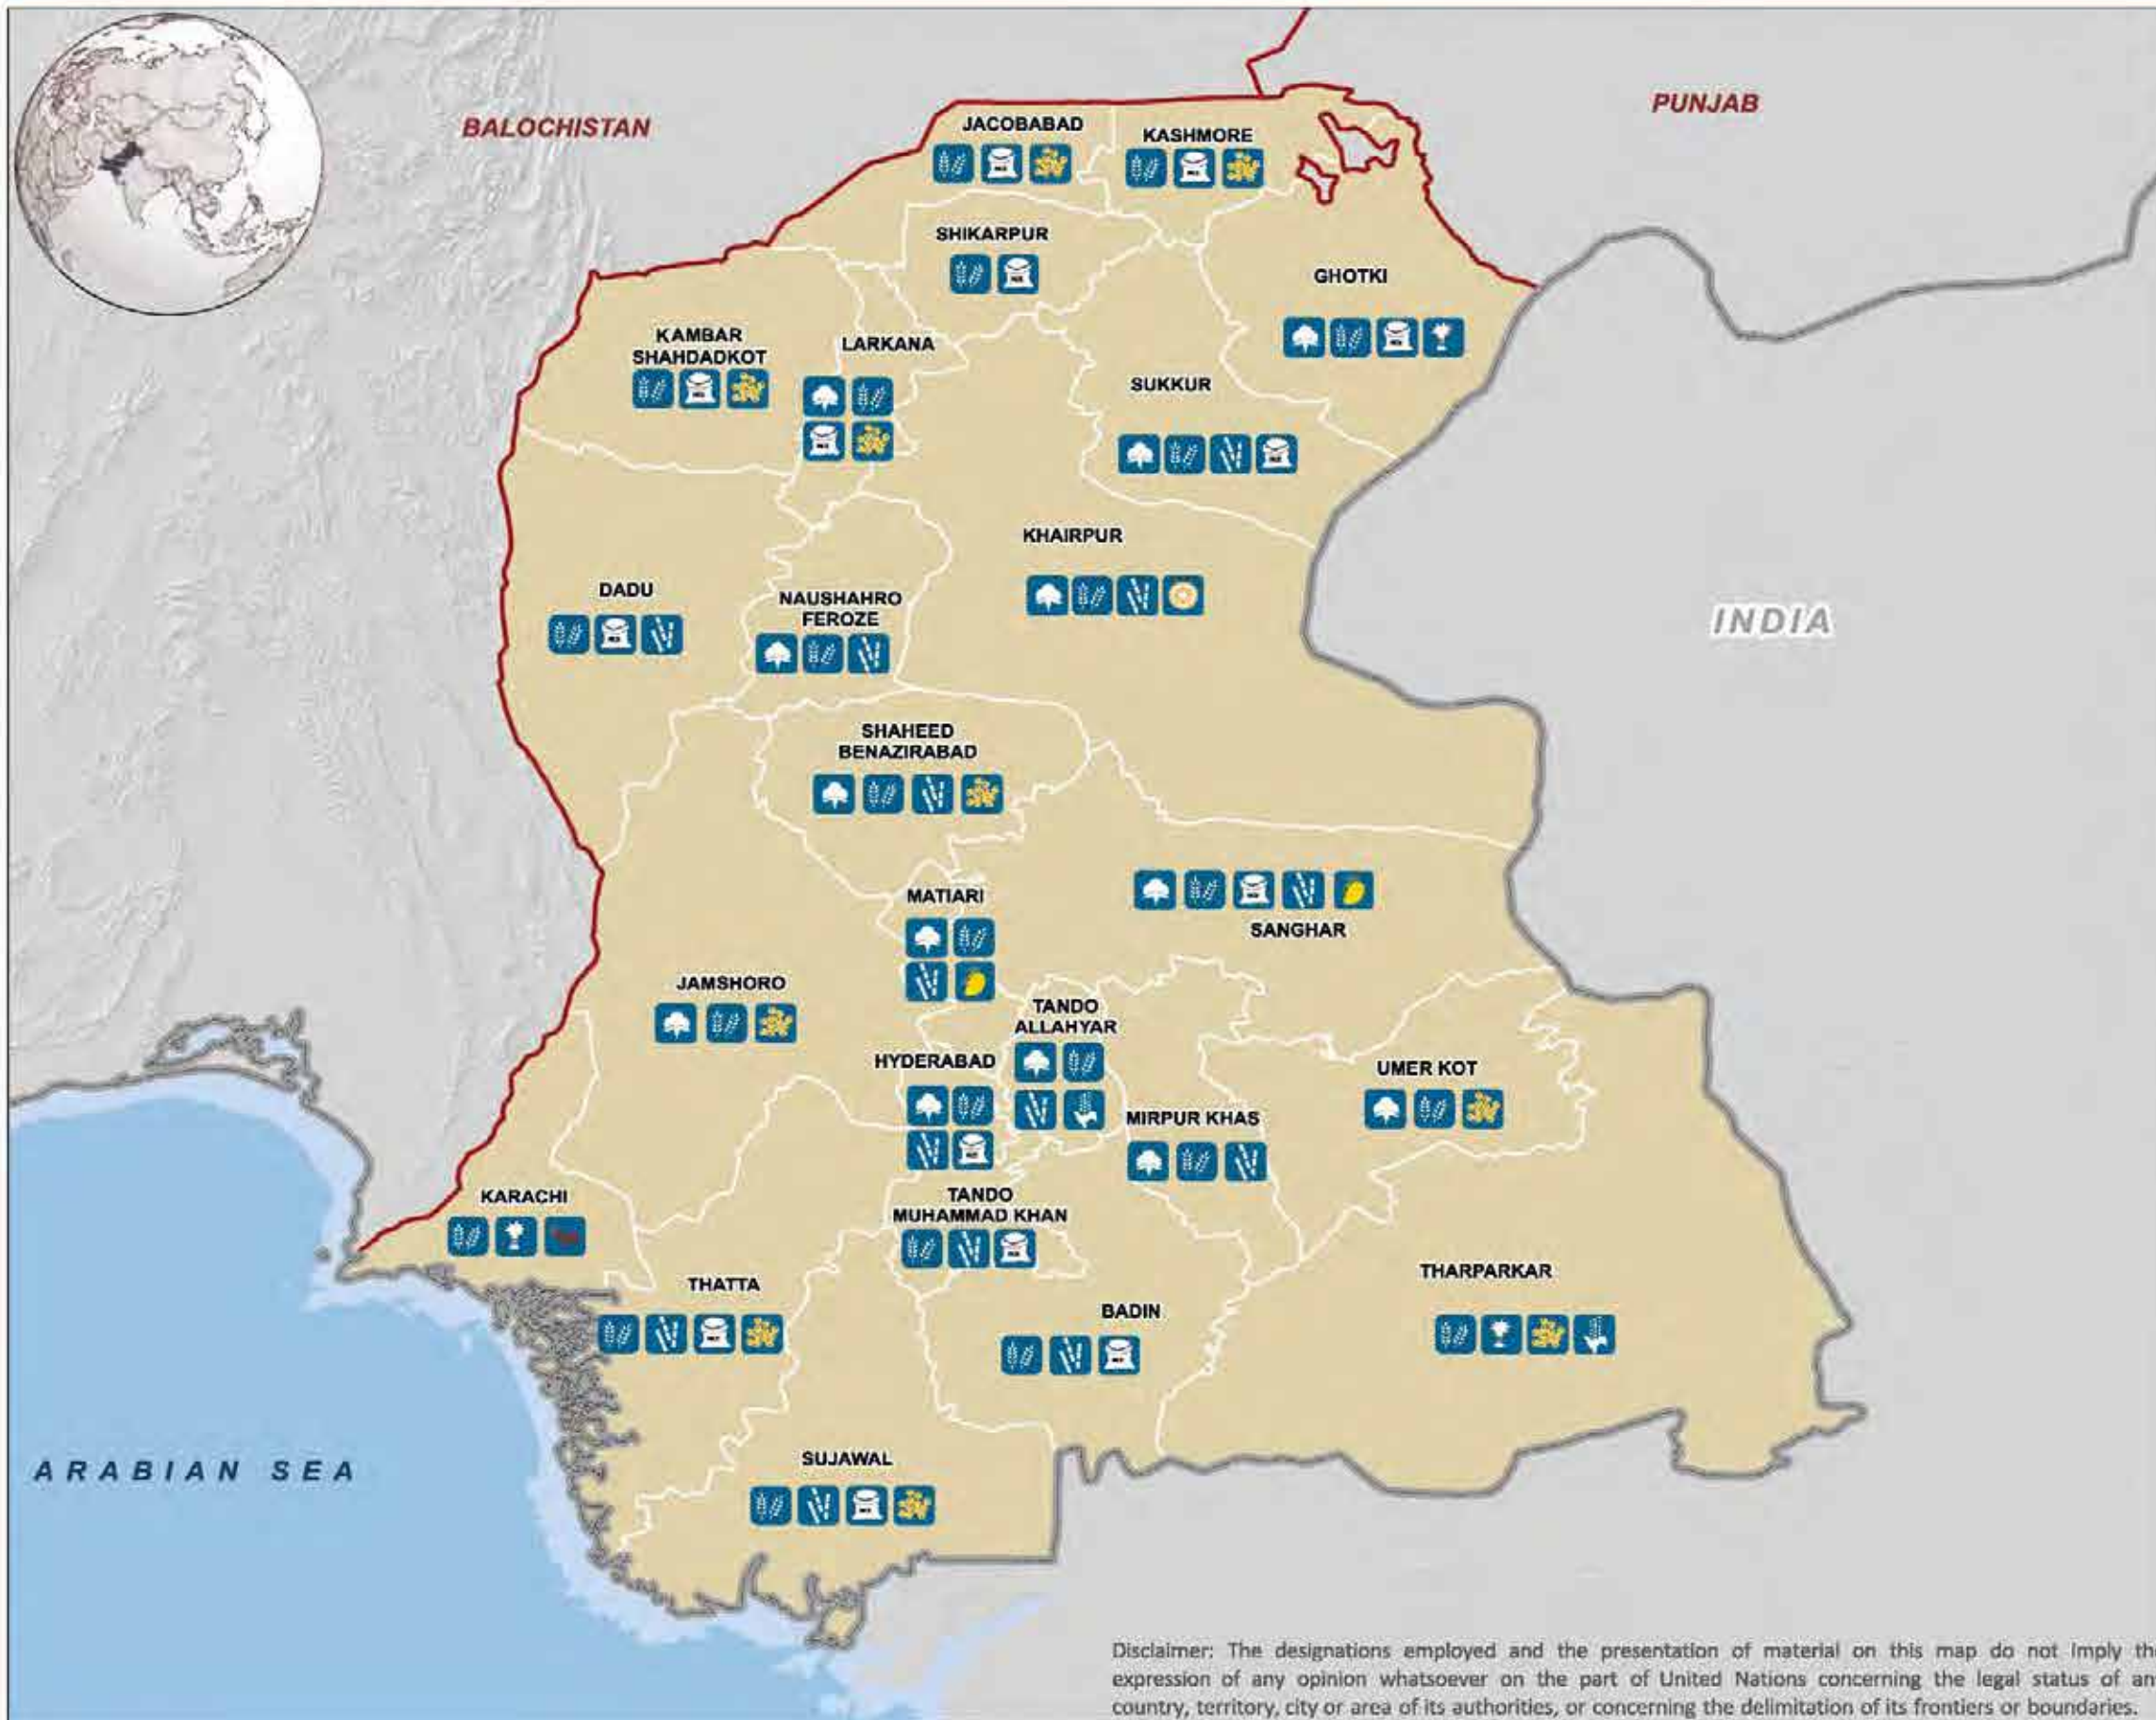 BALOCHISTAN
PUNJAB
JACOBABAD
KASHMORE
SHIKARPUR
GHOTKI
KAMBAR
SHAHDADKOT
LARKANA
SUKKUR
KHAIRPUR
DADU
NAUSHAHRO
FEROZE
INDIA
SHAHEED
BENAZIRABAD
MATIARI
SANGHAR
JAMSHORO
TANDO
ALLAHYAR
HYDERABAD
UMER KOT
MIRPUR KHAS
KARACHI
TANDO
MUHAMMAD KHAN
THATTA
THARPARKAR
BADIN
ARABIAN SEA
SUJAWAL
Disclaimer: The designations employed and the presentation of material on this map do not imply th
expression of any opinion whatsoever on the part of United Nations concerning the legal status of an
country, territory, city or area of its authorities, or concerning the delimitation of its frontiers or boundaries.